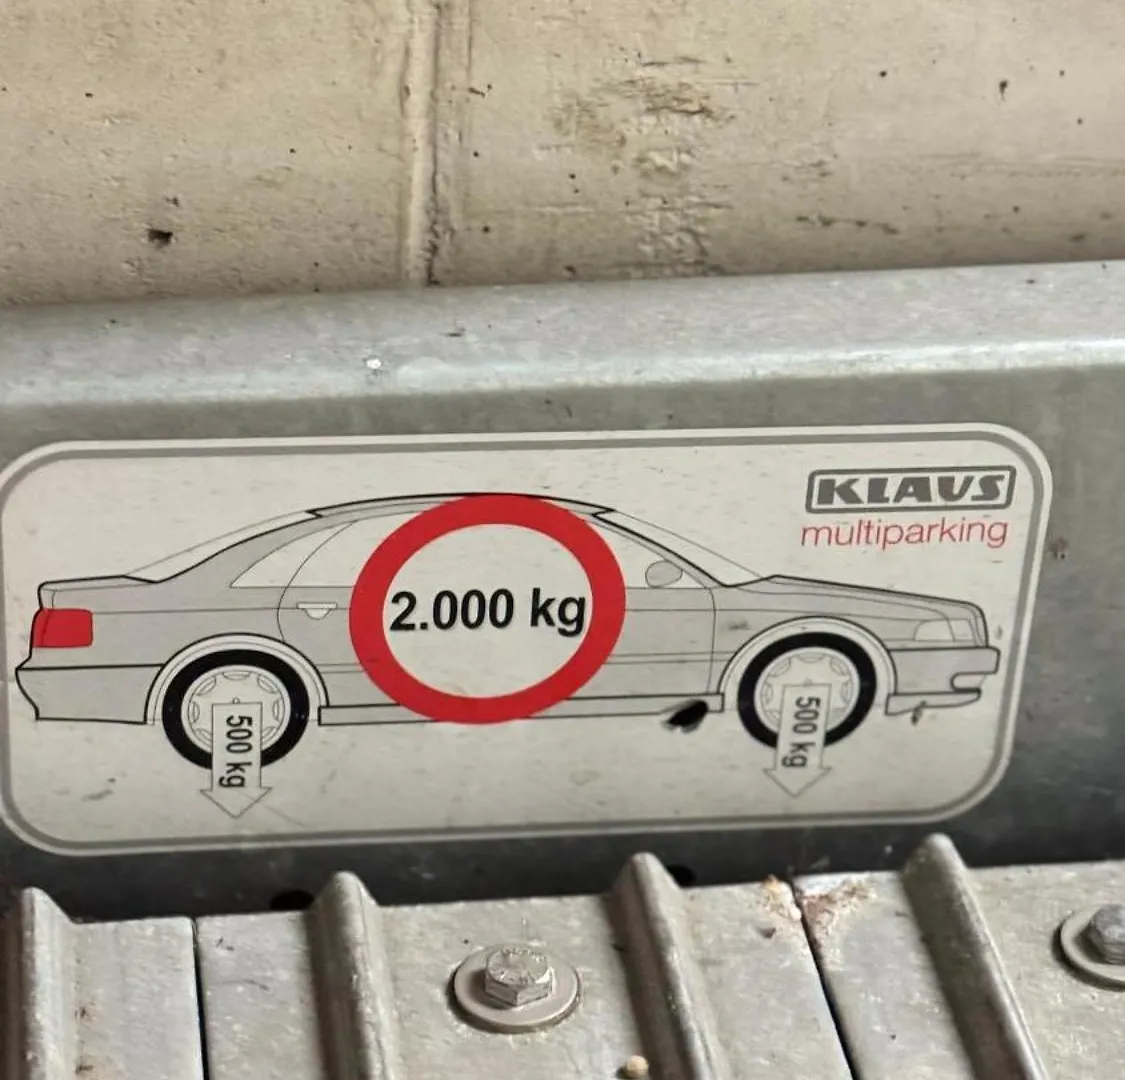 KLAUS
multiparking
2.000 kg
500 kg
500 kg